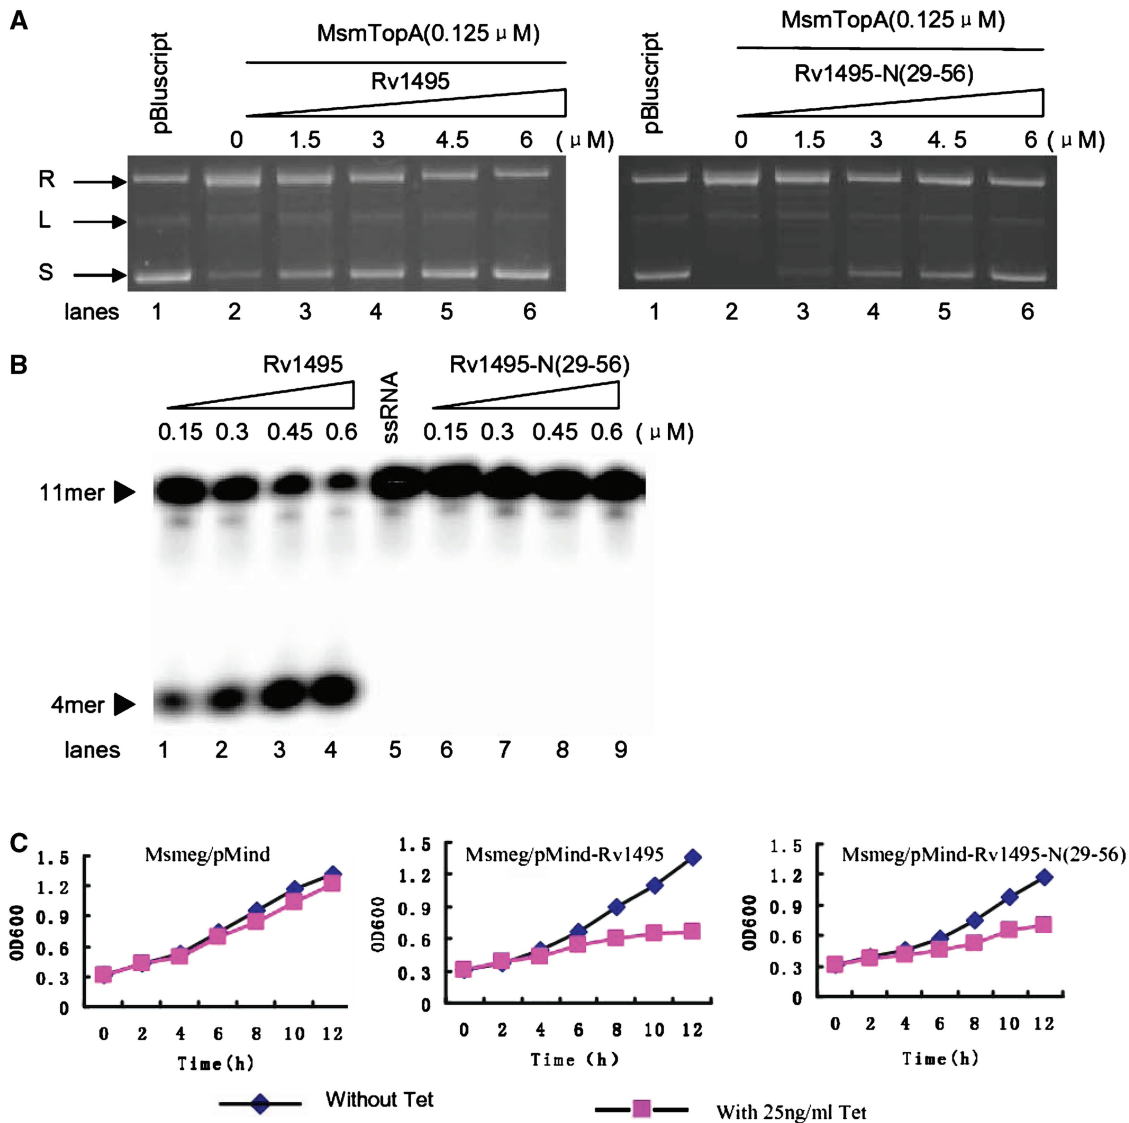 A
pBluscript
MsmTopA(0.125 μM)
Rv1495
0 1.5 3 4.5 6 (μM)
R
L
S
lanes 1 2 3 4 5 6
pBluscript
MsmTopA(0.125 μM)
Rv1495-N(29-56)
0 1.5 3 4. 5 6 (μM)
1 2 3 4 5 6
B
Rv1495
ssRNA
Rv1495-N(29-56)
0.15 0.3 0.45 0.6
0.15 0.3 0.45 0.6 (μM)
11mer
4mer
lanes 1 2 3 4 5 6 7 8 9
C
Msmeg/pMind
OD600
1.5
1.2
0.9
0.6
0.3
0
0 2 4 6 8 10 12
Time(h)
Msmeg/pMind-Rv1495
OD600
1.5
1.2
0.9
0.6
0.3
0
0 2 4 6 8 10 12
Time (h)
Msmeg/pMind-Rv1495-N(29-56)
OD600
1.5
1.2
0.9
0.6
0.3
0
0 2 4 6 8 10 12
Time(h)
Without Tet
With 25ng/ml Tet